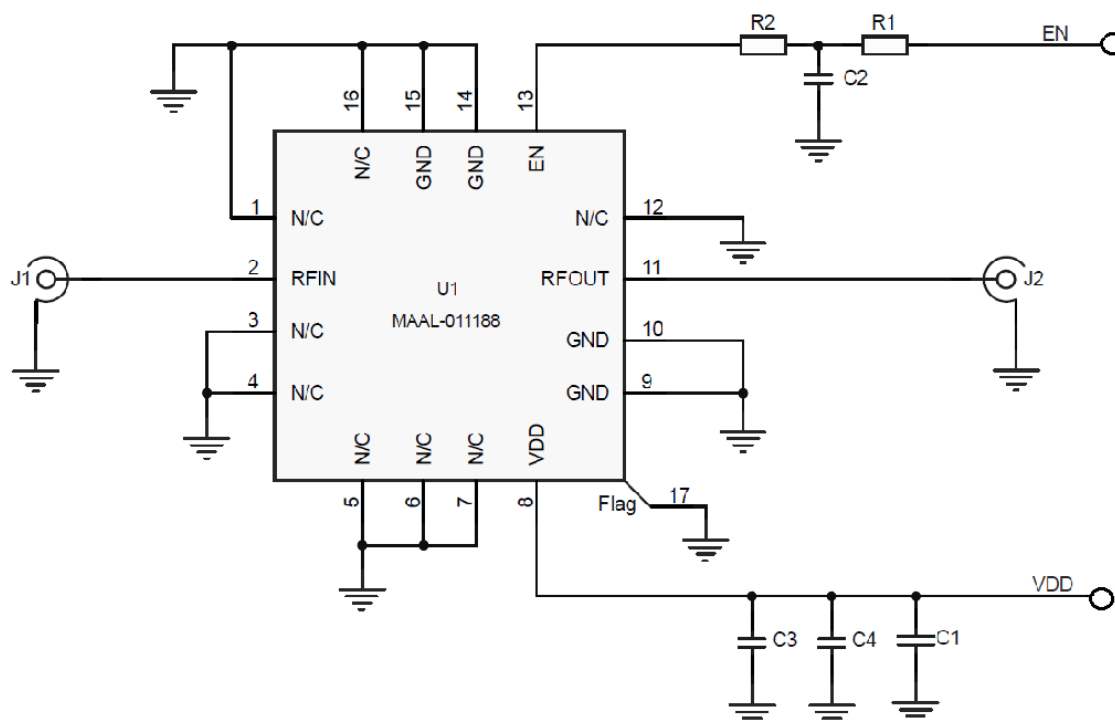 R2
R1
EN
C2
16
15
14
13
N/C
GND
GND
EN
1
N/C
N/C
12
J1
2
RFIN
RFOUT
11
J2
U1
MAAL-011188
3
N/C
GND
10
4
N/C
GND
9
N/C
N/C
N/C
VDD
5
6
7
8
Flag
17
VDD
C3
C4
C1